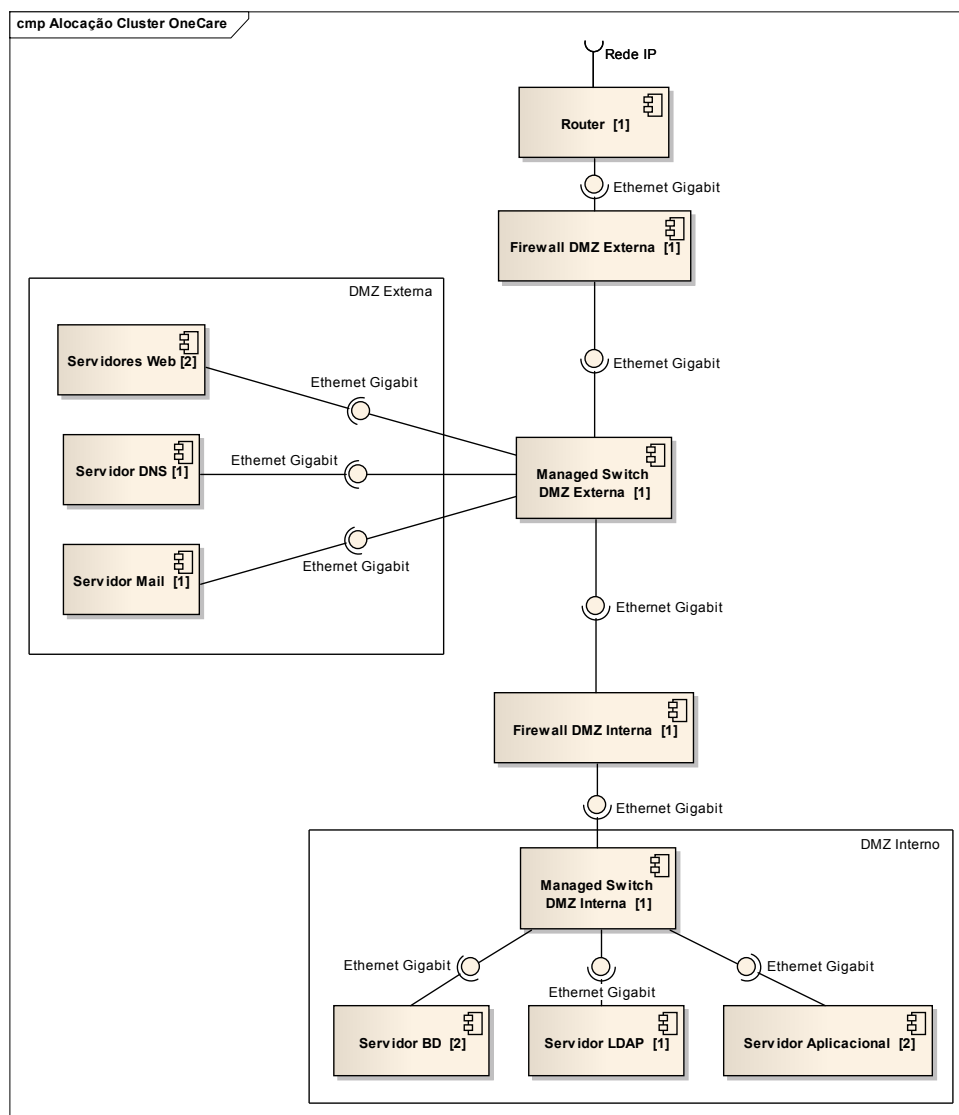 cmp Alocação Cluster OneCare
Rede IP
Router [1]
Ethernet Gigabit
Firewall DMZ Externa [1]
DMZ Externa
Ethernet Gigabit
Servidores Web [2]
Ethernet Gigabit
Servidor DNS [1]
Ethernet Gigabit
Managed Switch
DMZ Externa [1]
Servidor Mail [1]
Ethernet Gigabit
Ethernet Gigabit
Firewall DMZ Interna [1]
Ethernet Gigabit
DMZ Interno
Managed Switch
DMZ Interna [1]
Ethernet Gigabit
Ethernet Gigabit
Ethernet Gigabit
Servidor BD [2]
Servidor LDAP [1]
Servidor Aplicacional [2]